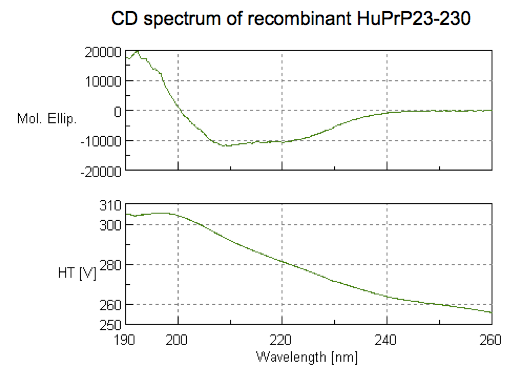 CD spectrum of recombinant HuPrP23-230
20000
10000
0
-10000
-20000
Mol. Ellip.
310
300
280
260
250
HT [V]
190 200 220 240 260
Wavelength [nm]